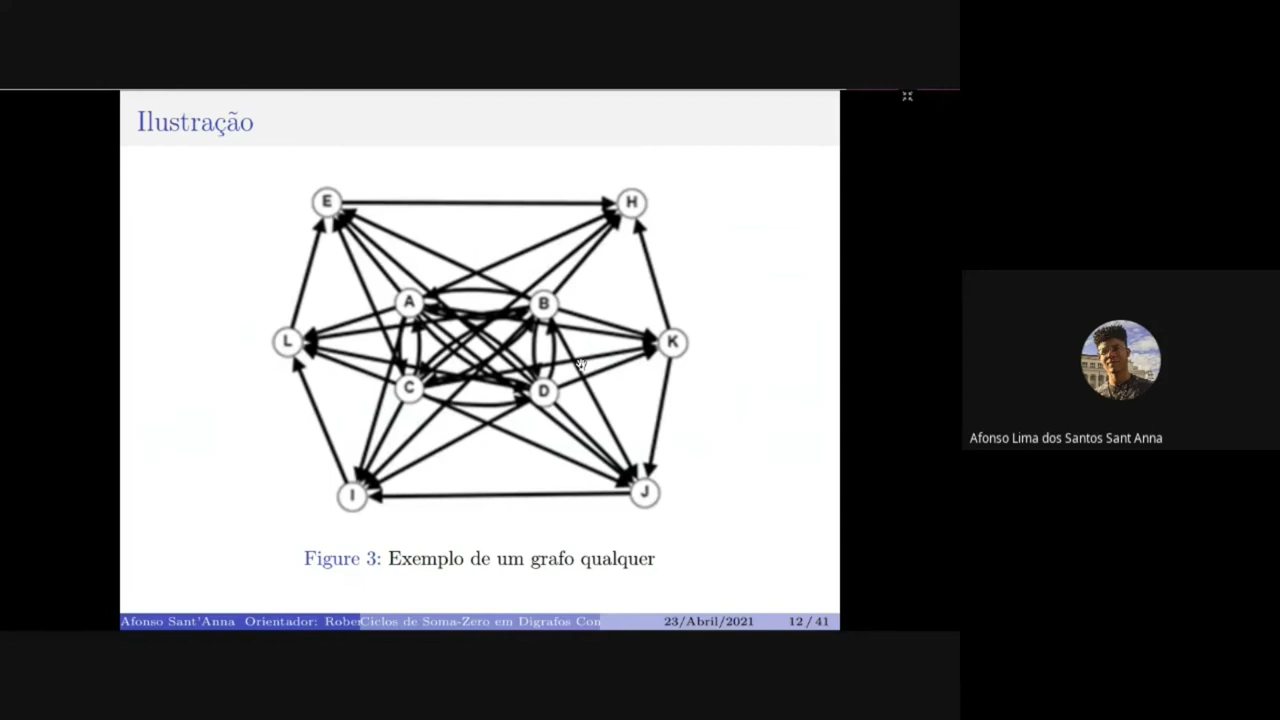 Ilustração
E
H
A
B
L
K
C
D
I
J
Figure 3: Exemplo de um grafo qualquer
Afonso Lima dos Santos Sant Anna
Afonso Sant'Anna Orientador: Rober
Ciclos de Soma-Zero em Digrafos Con
23/Abril/2021
12 / 41